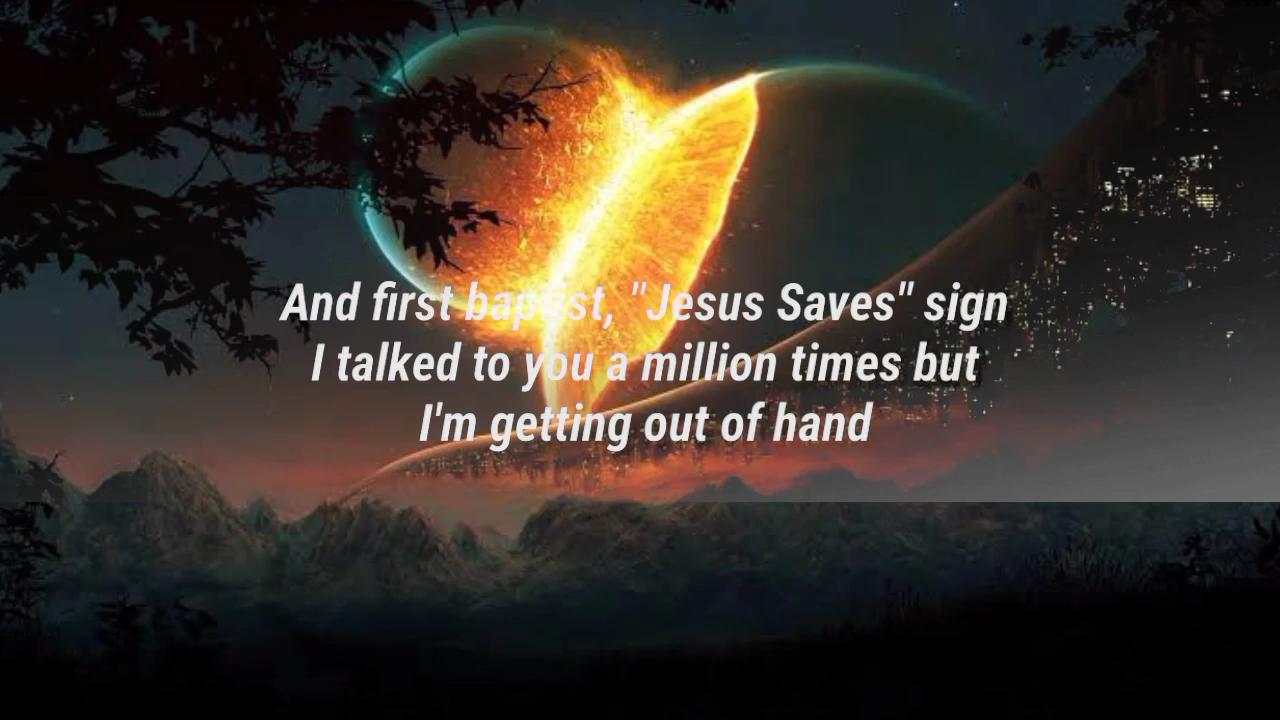 And first baptist, "Jesus Saves" sign
I talked to you a million times but
I'm getting out of hand